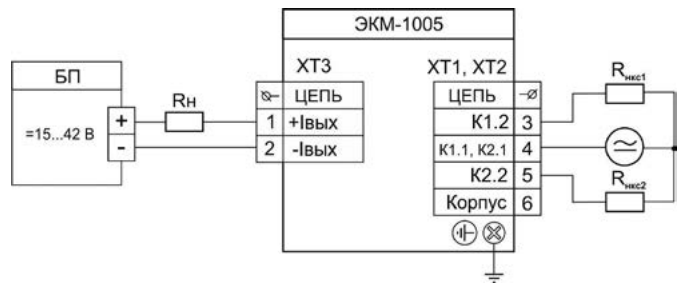 ЭКМ-1005
БП
=15...42 В
+
-
Rн
XT3
ЦЕПЬ
1 +Iвых
2 -Iвых
XT1, XT2
ЦЕПЬ
К1.2 3
К1.1, К2.1 4
К2.2 5
Корпус 6
Rнкс1
Rнкс2